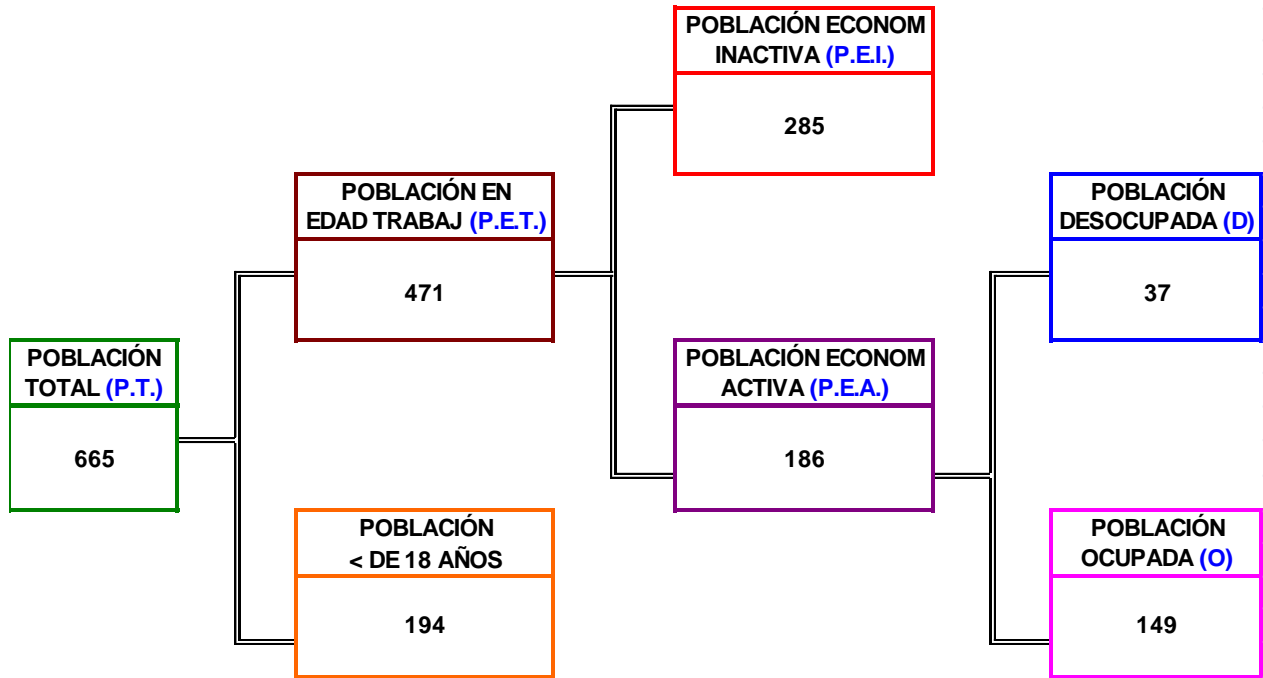 POBLACIÓN ECONOM
INACTIVA (P.E.I.)
285
POBLACIÓN EN
EDAD TRABAJ (P.E.T.)
471
POBLACIÓN
DESOCUPADA (D)
37
POBLACIÓN
TOTAL (P.T.)
665
POBLACIÓN ECONOM
ACTIVA (P.E.A.)
186
POBLACIÓN
< DE 18 AÑOS
194
POBLACIÓN
OCUPADA (O)
149